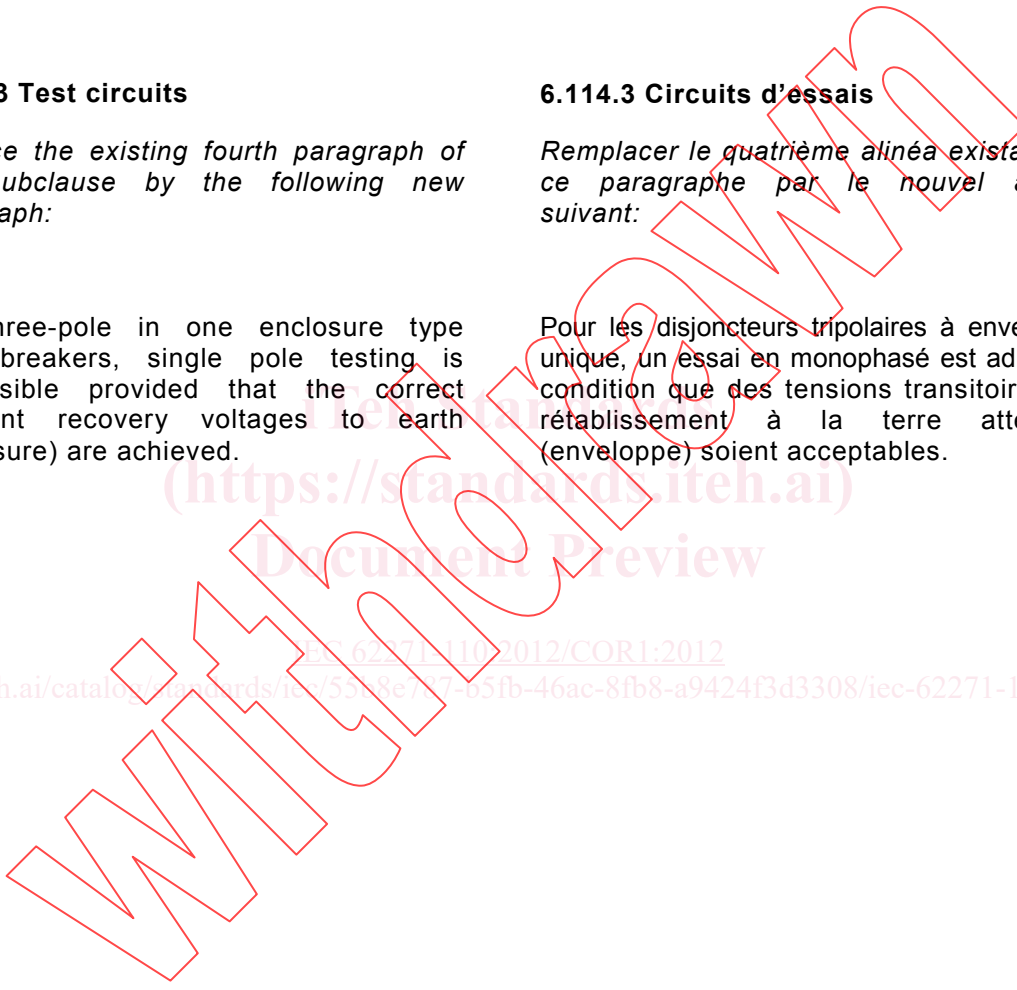 3 Test circuits
se the existing fourth paragraph of
ubclause by the following new
aph:
hree-pole in one enclosure type
breakers, single pole testing is
ssible provided that the correct
nt recovery voltages to earth
sure) are achieved.
6.114.3 Circuits d'essais
Remplacer le quatrième alinéa exista
ce paragraphe par le nouvel a
suivant:
Pour les disjoncteurs tripolaires à enve
unique, un essai en monophasé est ad
condition que des tensions transitoir
rétablissement à la terre atte
(enveloppe) soient acceptables.
iTeh Standards
(https://standards.iteh.ai)
Document Preview
IEC 62271-110:2012/COR1:2012
h.ai/catalog/standards/iec/55b8e787-b5fb-46ac-8fb8-a9424f3d3308/iec-62271-1
withdrawn